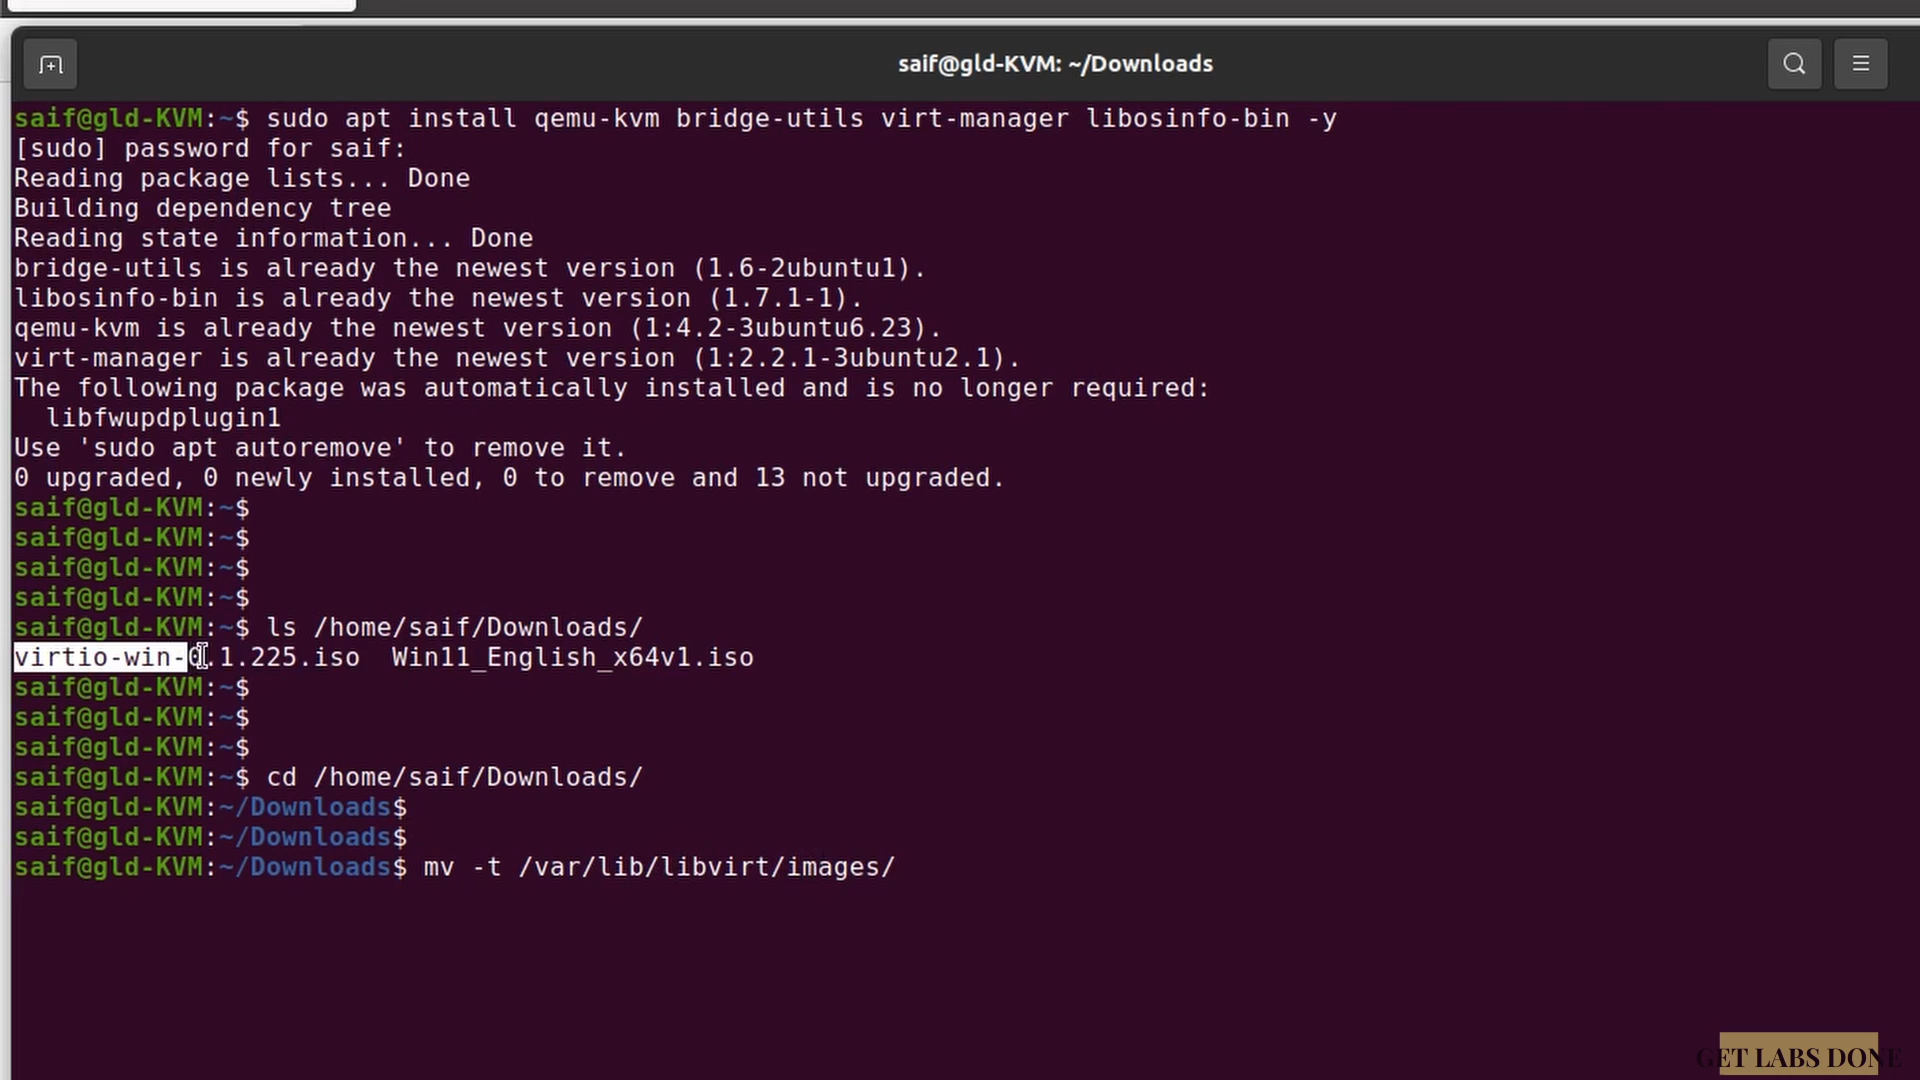 saif@gld-KVM: ~/Downloads
saif@gld-KVM:~$ sudo apt install qemu-kvm bridge-utils virt-manager libosinfo-bin -y
[sudo] password for saif:
Reading package lists... Done
Building dependency tree
Reading state information... Done
bridge-utils is already the newest version (1.6-2ubuntu1).
libosinfo-bin is already the newest version (1.7.1-1).
qemu-kvm is already the newest version (1:4.2-3ubuntu6.23).
virt-manager is already the newest version (1:2.2.1-3ubuntu2.1).
The following package was automatically installed and is no longer required:
  libfwupdplugin1
Use 'sudo apt autoremove' to remove it.
0 upgraded, 0 newly installed, 0 to remove and 13 not upgraded.
saif@gld-KVM:~$
saif@gld-KVM:~$
saif@gld-KVM:~$
saif@gld-KVM:~$
saif@gld-KVM:~$ ls /home/saif/Downloads/
virtio-win-0.1.225.iso  Win11_English_x64v1.iso
saif@gld-KVM:~$
saif@gld-KVM:~$
saif@gld-KVM:~$
saif@gld-KVM:~$ cd /home/saif/Downloads/
saif@gld-KVM:~/Downloads$
saif@gld-KVM:~/Downloads$
saif@gld-KVM:~/Downloads$ mv -t /var/lib/libvirt/images/
GET LABS DONE